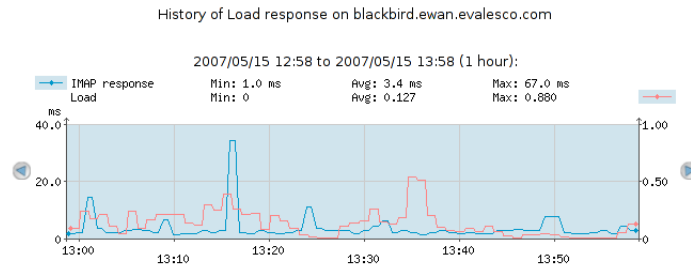 History of Load response on blackbird.ewan.evalesco.com
2007/05/15 12:58 to 2007/05/15 13:58 (1 hour):
IMAP response Min: 1.0 ms Avg: 3.4 ms Max: 67.0 ms
Load Min: 0 Avg: 0.127 Max: 0.880
ms
40.0 1.00
20.0 0.50
0 0
13:00 13:10 13:20 13:30 13:40 13:50